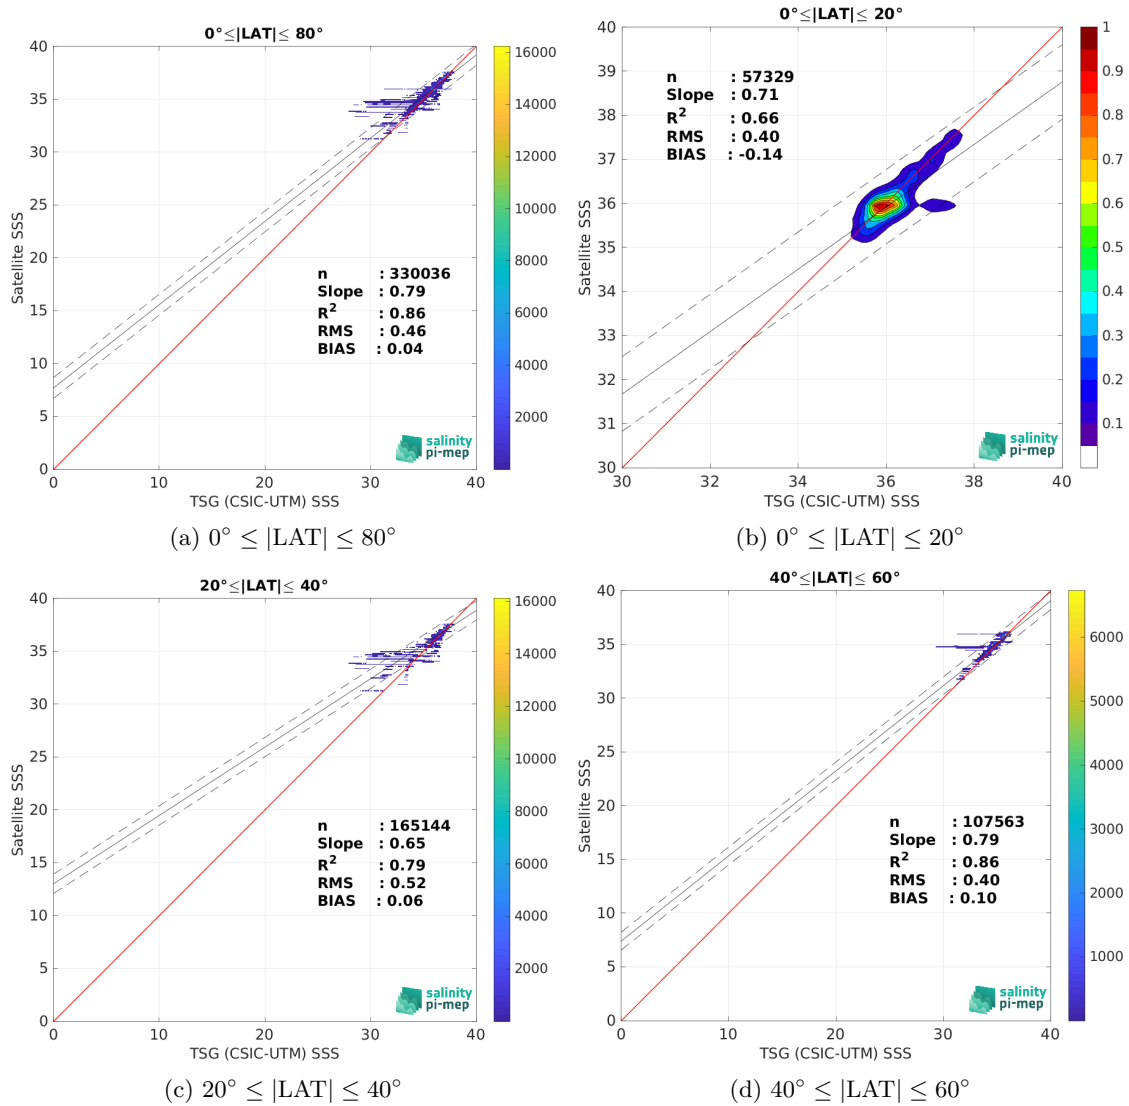 0°≤|LAT|≤ 80°
40
35
30
25
20
15
10
5
0
Satellite SSS
n : 330036
Slope : 0.79
R² : 0.86
RMS : 0.46
BIAS : 0.04
salinity
pi-mep
0 10 20 30 40
TSG (CSIC-UTM) SSS
16000
14000
12000
10000
8000
6000
4000
2000
(a) 0° ≤ |LAT| ≤ 80°
0°≤|LAT|≤ 20°
40
39
38
37
36
35
34
33
32
31
30
Satellite SSS
n : 57329
Slope : 0.71
R² : 0.66
RMS : 0.40
BIAS : -0.14
salinity
pi-mep
30 32 34 36 38 40
TSG (CSIC-UTM) SSS
1
0.9
0.8
0.7
0.6
0.5
0.4
0.3
0.2
0.1
(b) 0° ≤ |LAT| ≤ 20°
20°≤|LAT|≤ 40°
40
35
30
25
20
15
10
5
0
Satellite SSS
n : 165144
Slope : 0.65
R² : 0.79
RMS : 0.52
BIAS : 0.06
salinity
pi-mep
0 10 20 30 40
TSG (CSIC-UTM) SSS
16000
14000
12000
10000
8000
6000
4000
2000
(c) 20° ≤ |LAT| ≤ 40°
40°≤|LAT|≤ 60°
40
35
30
25
20
15
10
5
0
Satellite SSS
n : 107563
Slope : 0.79
R² : 0.86
RMS : 0.40
BIAS : 0.10
salinity
pi-mep
0 10 20 30 40
TSG (CSIC-UTM) SSS
6000
5000
4000
3000
2000
1000
(d) 40° ≤ |LAT| ≤ 60°